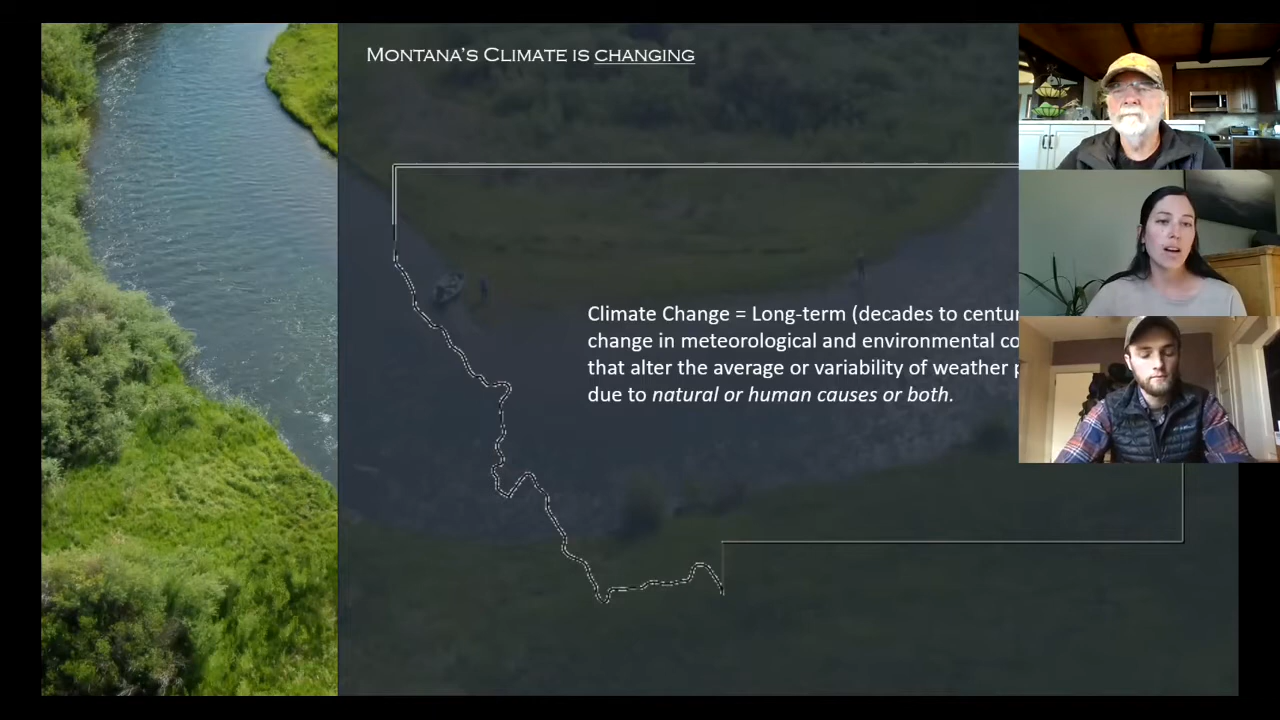 MONTANA'S CLIMATE IS CHANGING
Climate Change = Long-term (decades to
change in meteorological and environmental
that alter the average or variability of weather
due to natural or human causes or both.